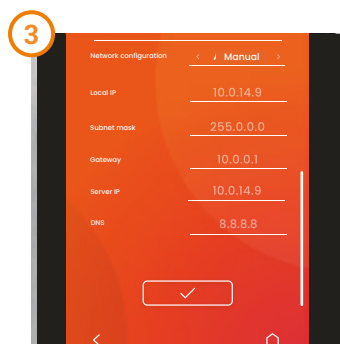 3
Network configuration
Manual
Local IP
10.0.14.9
Subnet mask
255.0.0.0
Gateway
10.0.0.1
Server IP
10.0.14.9
DNS
8.8.8.8